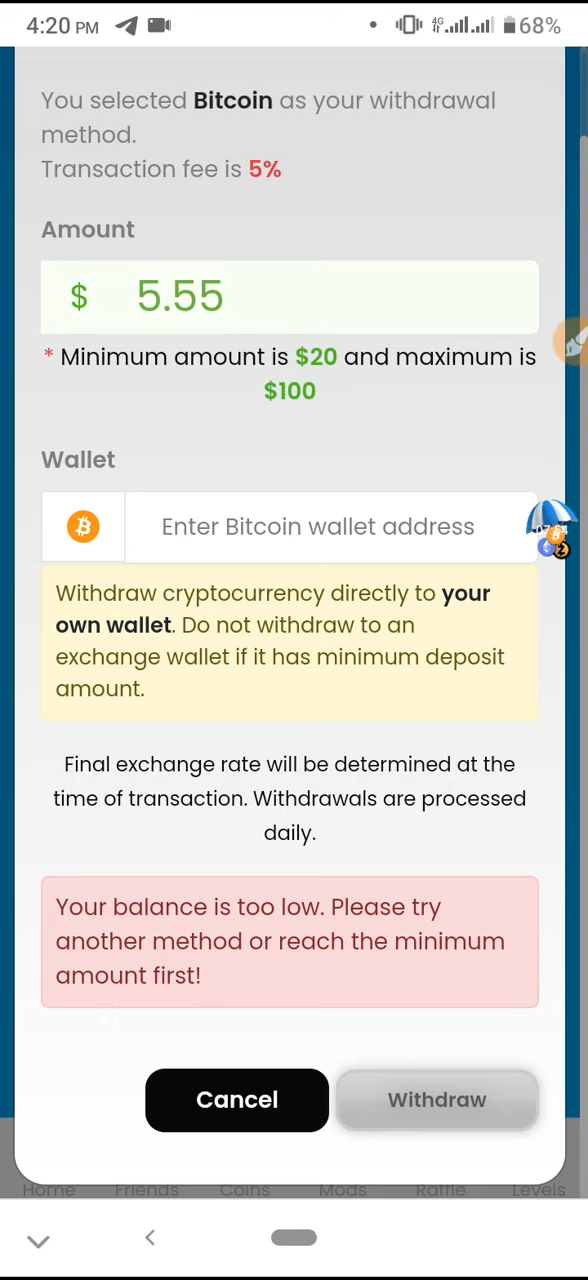 4:20 PM 4G 68%
You selected Bitcoin as your withdrawal
method.
Transaction fee is 5%
Amount
$ 5.55
* Minimum amount is $20 and maximum is
$100
Wallet
Enter Bitcoin wallet address
Withdraw cryptocurrency directly to your
own wallet. Do not withdraw to an
exchange wallet if it has minimum deposit
amount.
Final exchange rate will be determined at the
time of transaction. Withdrawals are processed
daily.
Your balance is too low. Please try
another method or reach the minimum
amount first!
Cancel Withdraw
Home Friends Coins Mods Raffle Levels